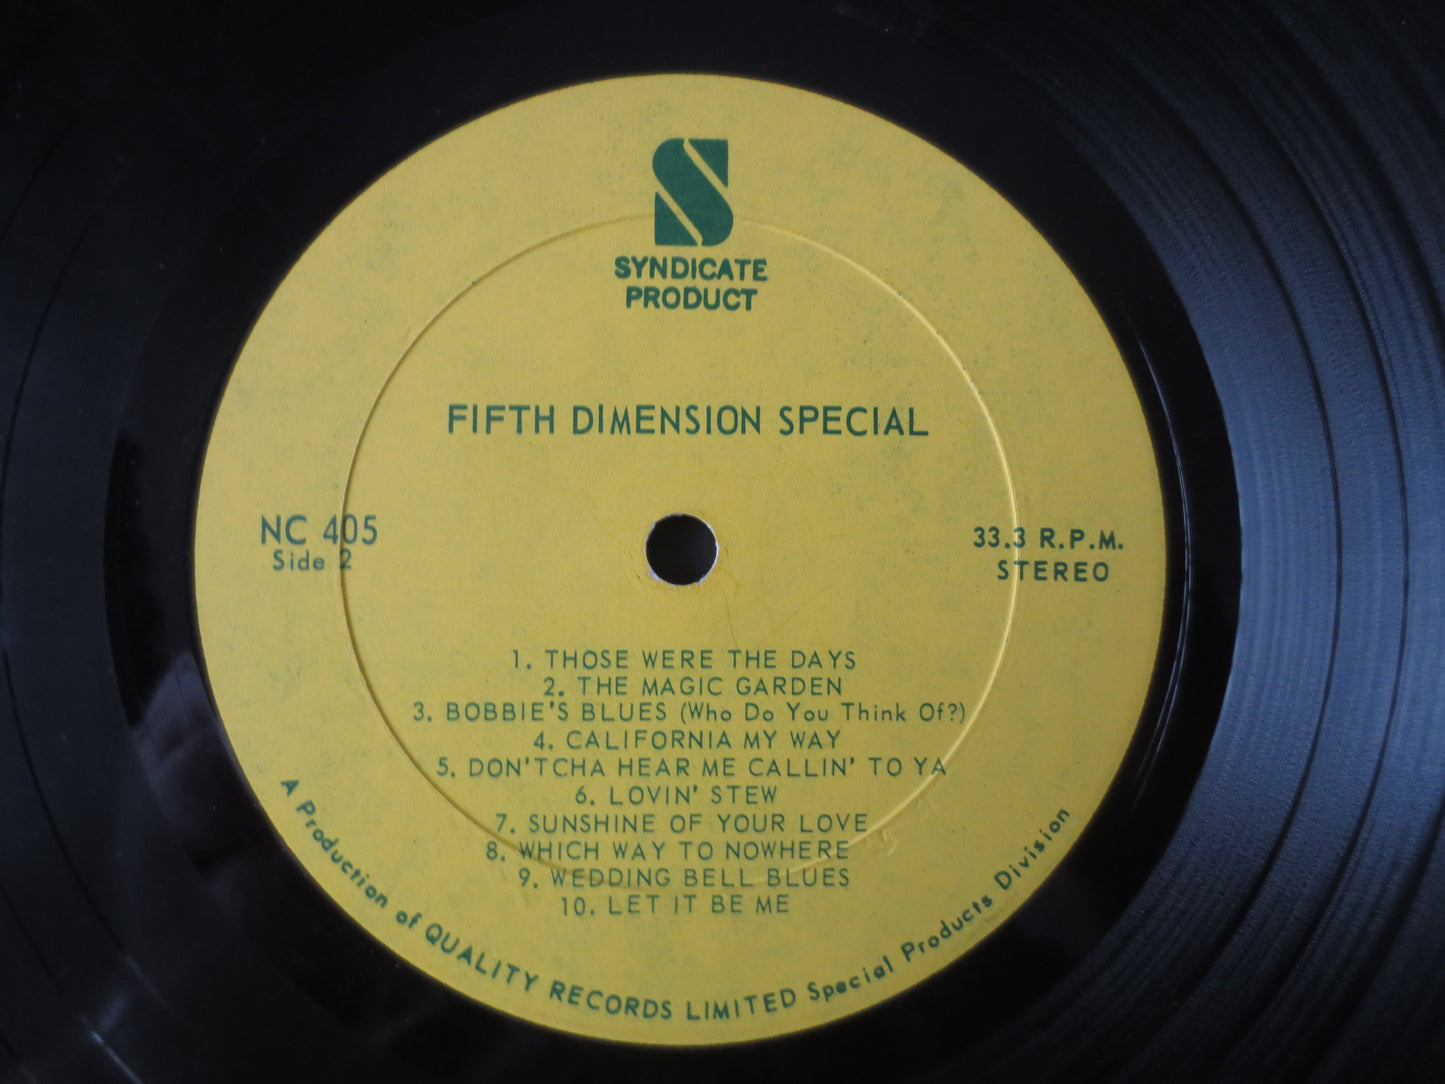 S
SYNDICATE
PRODUCT
FIFTH DIMENSION SPECIAL
NC 405
Side 2
33.3 R.P.M.
STEREO
1. THOSE WERE THE DAYS
2. THE MAGIC GARDEN
3. BOBBIE'S BLUES (Who Do You Think Of?)
4. CALIFORNIA MY WAY
5. DON'TCHA HEAR ME CALLIN' TO YA
6. LOVIN' STEW
7. SUNSHINE OF YOUR LOVE
8. WHICH WAY TO NOWHERE
9. WEDDING BELL BLUES
10. LET IT BE ME
A Production of QUALITY RECORDS LIMITED Special Products Division